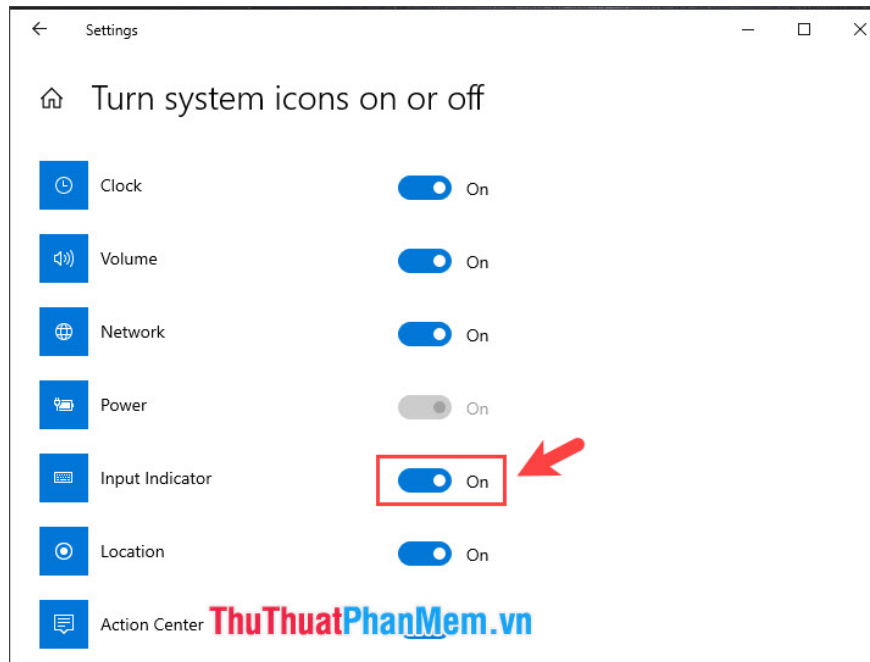 Settings
Turn system icons on or off
Clock On
Volume On
Network On
Power On
Input Indicator On
Location On
Action Center
ThuThuatPhanMem.vn